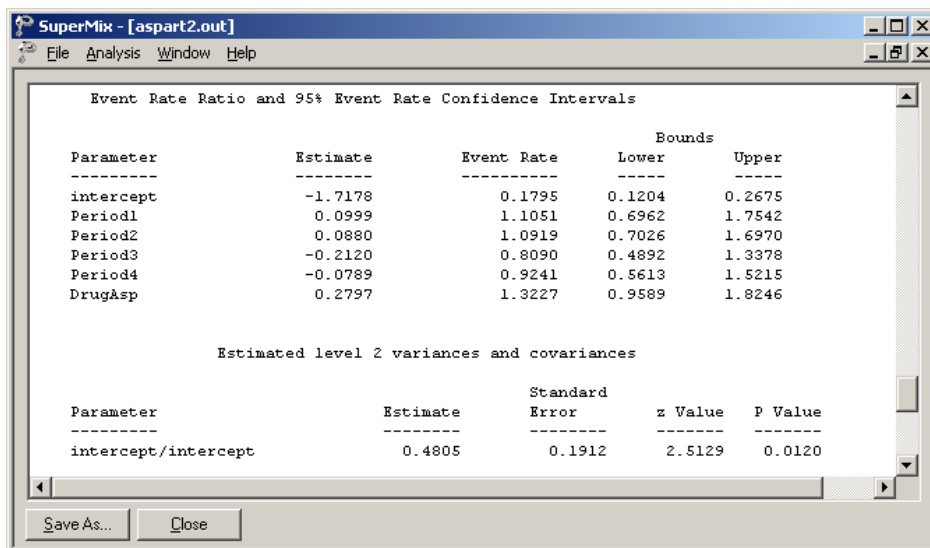 SuperMix - [aspart2.out]
File Analysis Window Help
Event Rate Ratio and 95% Event Rate Confidence Intervals
Bounds
Parameter Estimate Event Rate Lower Upper
--------- -------- ---------- ----- -----
intercept -1.7178 0.1795 0.1204 0.2675
Period1 0.0999 1.1051 0.6962 1.7542
Period2 0.0880 1.0919 0.7026 1.6970
Period3 -0.2120 0.8090 0.4892 1.3378
Period4 -0.0789 0.9241 0.5613 1.5215
DrugAsp 0.2797 1.3227 0.9589 1.8246
Estimated level 2 variances and covariances
Standard
Parameter Estimate Error z Value P Value
--------- -------- -------- ------- -------
intercept/intercept 0.4805 0.1912 2.5129 0.0120
Save As... Close